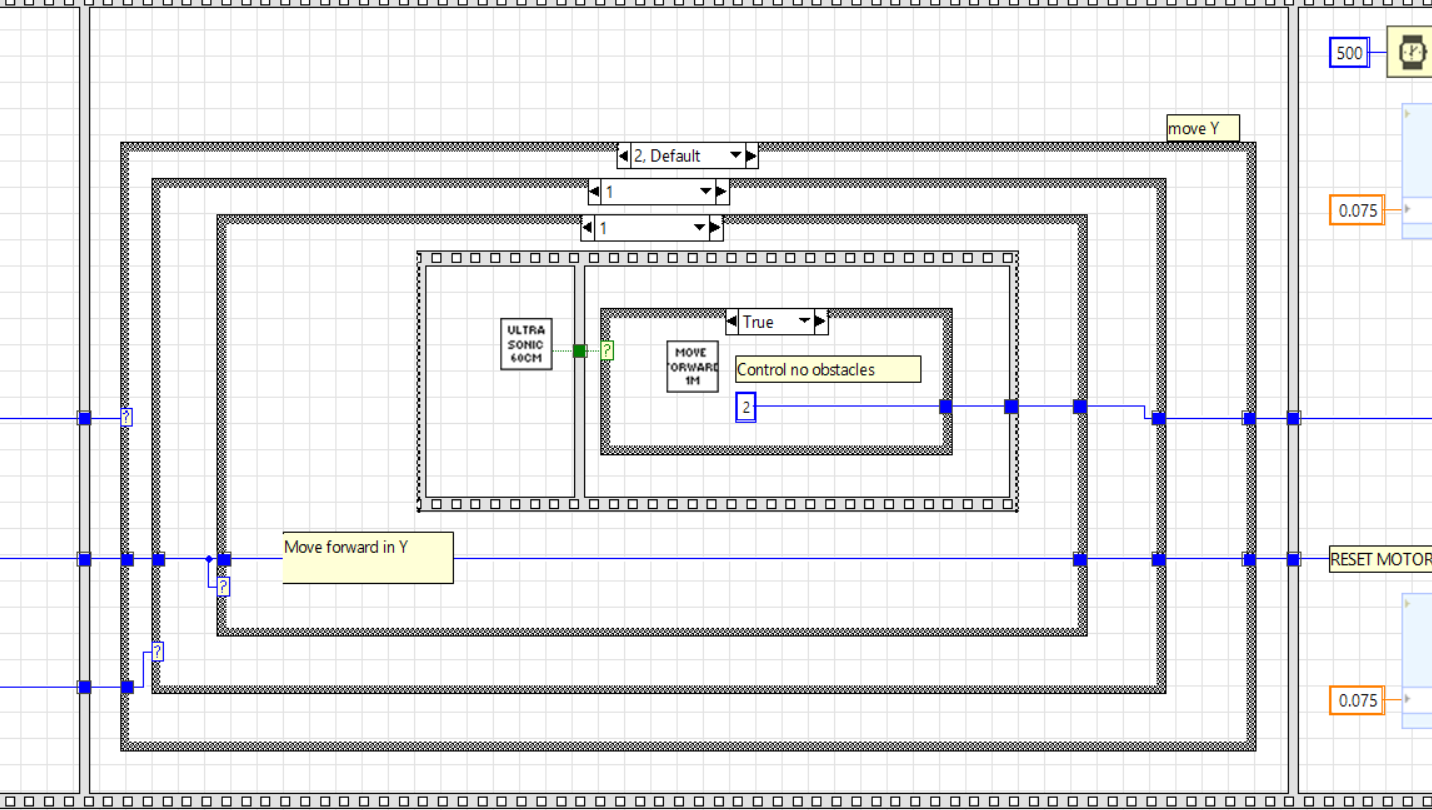 500
move Y
2, Default
1
1
0.075
ULTRA
SONIC
60CM
?
True
MOVE
FORWARD
1M
Control no obstacles
2
?
Move forward in Y
?
?
RESET MOTOR
0.075